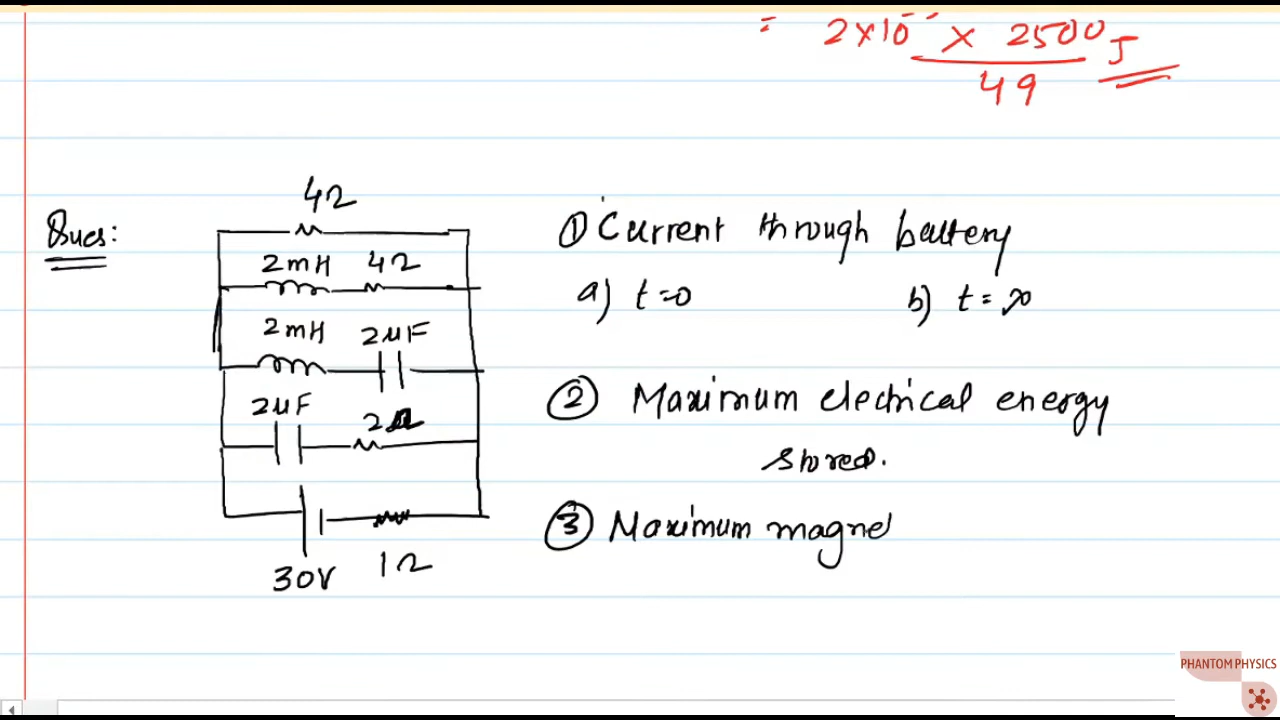 = 2×10 × 2500 J
49
4Ω
Ques:
① Current through battery
2mH 4Ω
a) t=0 b) t=∞
2mH 2μF
② Maximum electrical energy
2μF 2Ω
stored.
③ Maximum magne
30V 1Ω
PHANTOM PHYSICS